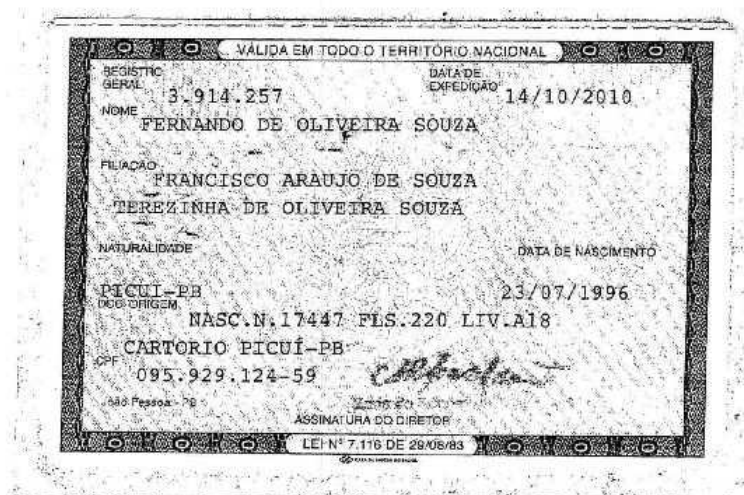 VÁLIDA EM TODO O TERRITÓRIO NACIONAL
REGISTRO GERAL 3.914.257 DATA DE EXPEDIÇÃO 14/10/2010
NOME FERNANDO DE OLIVEIRA SOUZA
FILIAÇÃO FRANCISCO ARAUJO DE SOUZA
TEREZINHA DE OLIVEIRA SOUZA
NATURALIDADE DATA DE NASCIMENTO
PICUI-PB 23/07/1996
DOC ORIGEM NASC.N.17447 FLS.220 LIV.A18
CARTORIO PICUÍ-PB
CPF 095.929.124-59
João Pessoa - PB
ASSINATURA DO DIRETOR
LEI Nº 7.116 DE 29/08/83